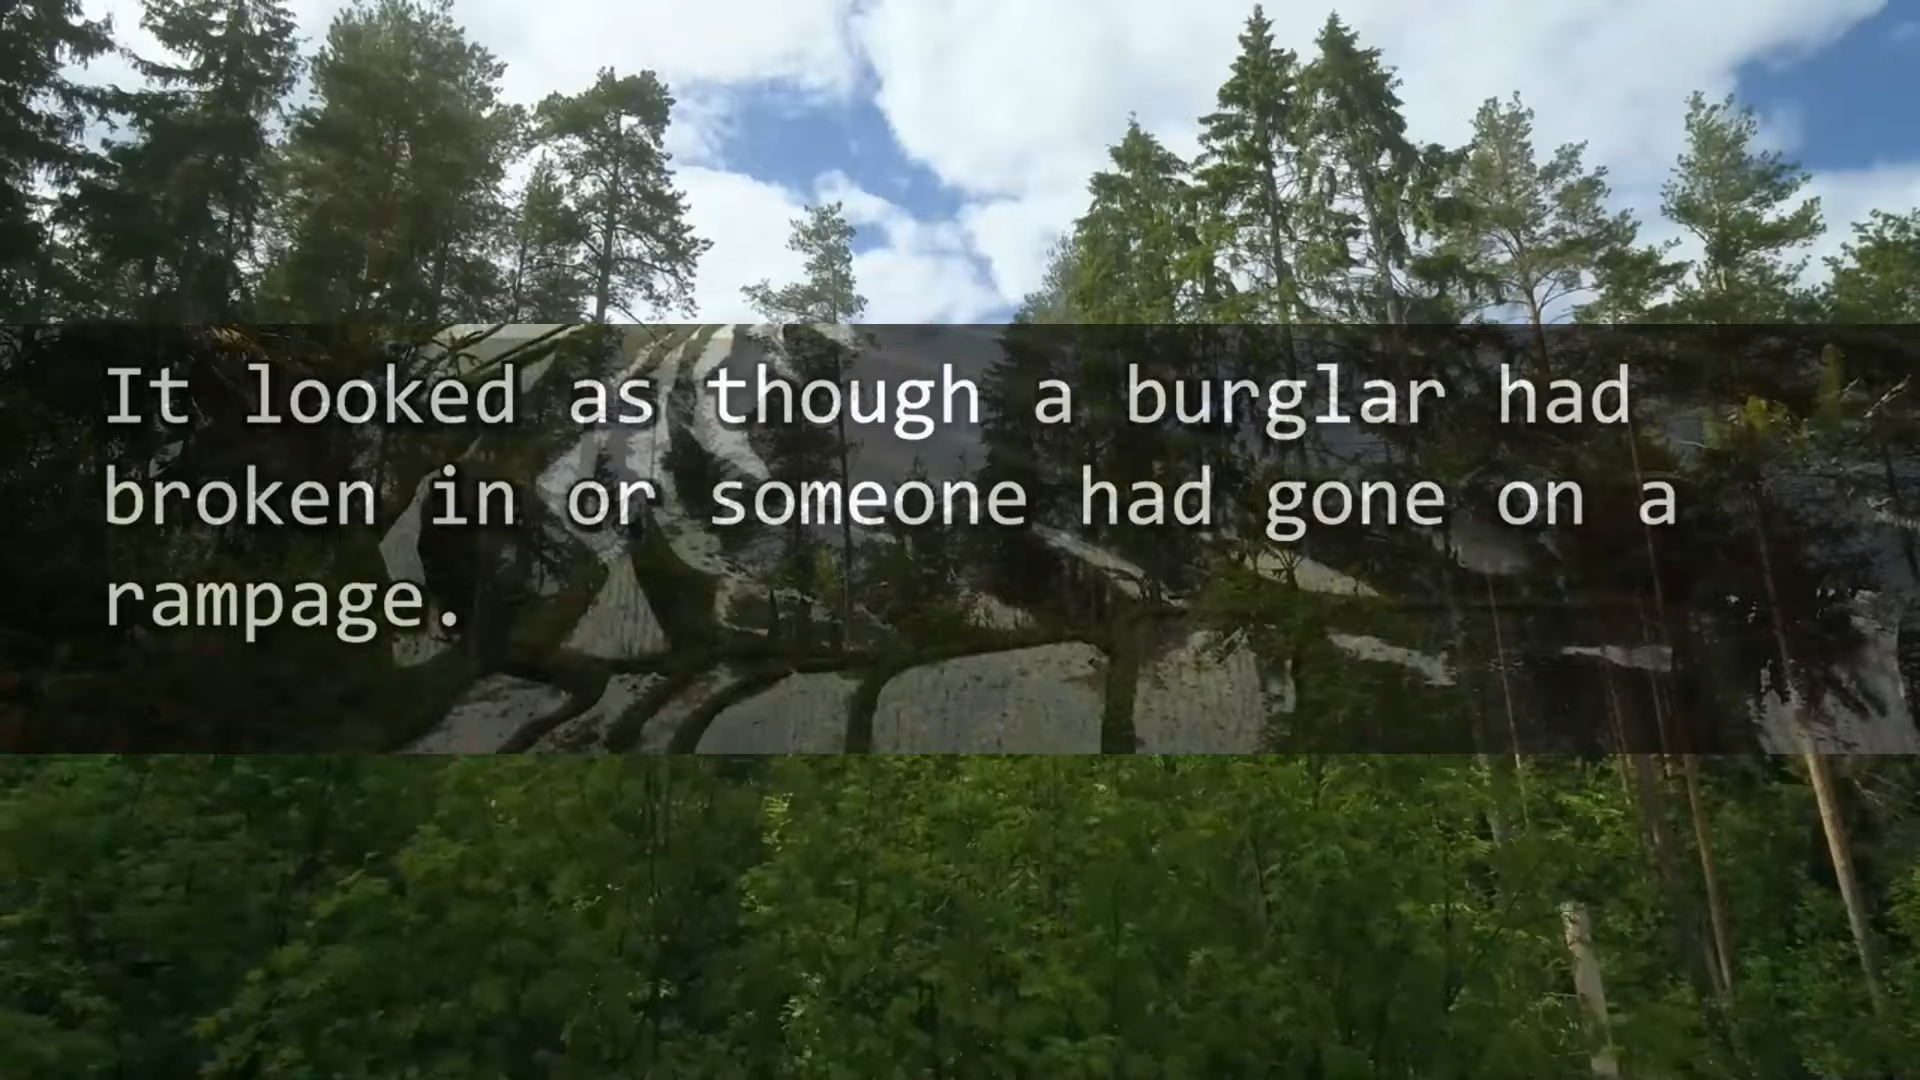 It looked as though a burglar had
broken in or someone had gone on a
rampage.